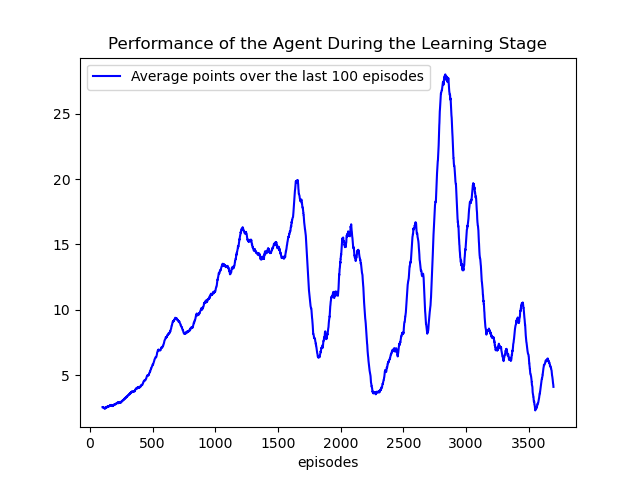 Performance of the Agent During the Learning Stage
Average points over the last 100 episodes
25
20
15
10
5
0 500 1000 1500 2000 2500 3000 3500
episodes